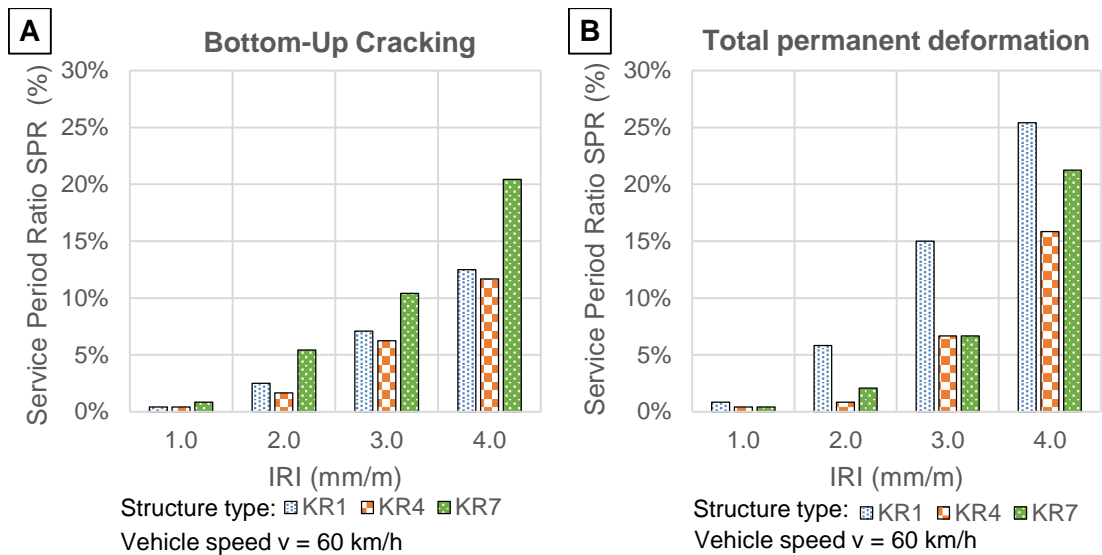 A
Bottom-Up Cracking
Service Period Ratio SPR (%)
30%
25%
20%
15%
10%
5%
0%
1.0 2.0 3.0 4.0
IRI (mm/m)
Structure type: KR1 KR4 KR7
Vehicle speed v = 60 km/h
B
Total permanent deformation
Service Period Ratio SPR (%)
30%
25%
20%
15%
10%
5%
0%
1.0 2.0 3.0 4.0
IRI (mm/m)
Structure type: KR1 KR4 KR7
Vehicle speed v = 60 km/h